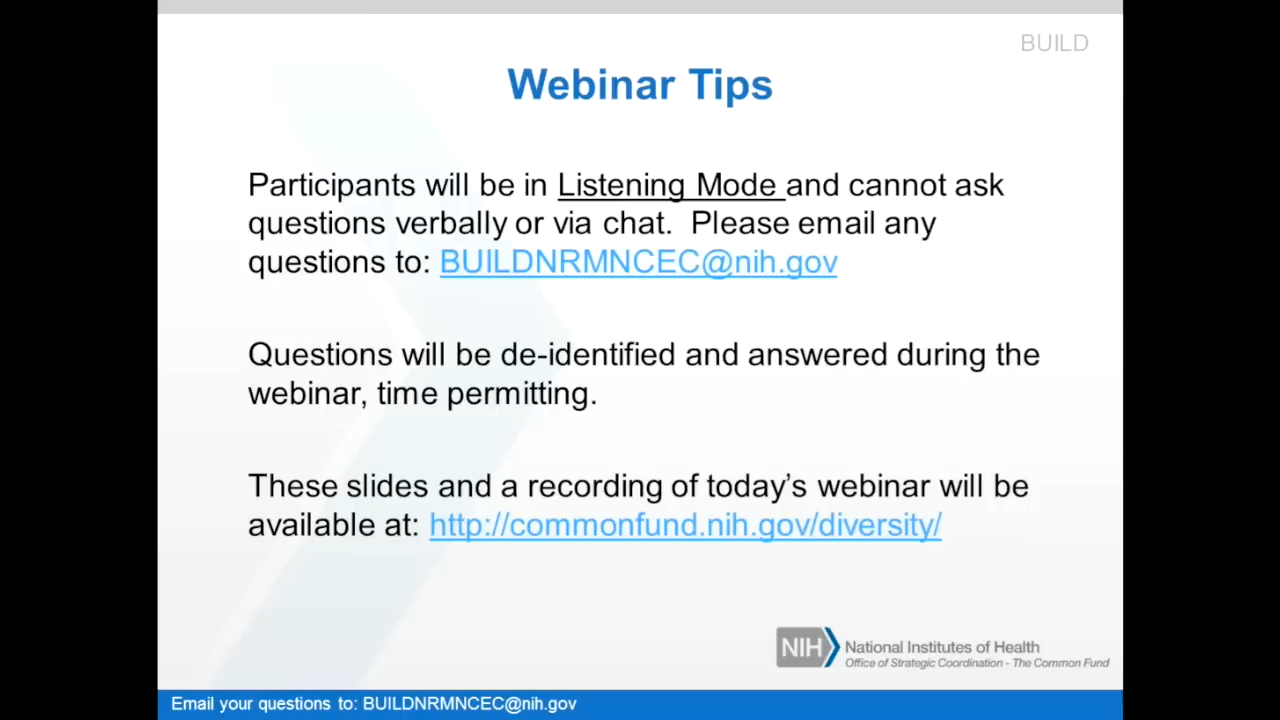 BUILD
Webinar Tips
Participants will be in Listening Mode and cannot ask
questions verbally or via chat.  Please email any
questions to: BUILDNRMNCEC@nih.gov
Questions will be de-identified and answered during the
webinar, time permitting.
These slides and a recording of today’s webinar will be
available at: http://commonfund.nih.gov/diversity/
NIH National Institutes of Health
Office of Strategic Coordination - The Common Fund
Email your questions to: BUILDNRMNCEC@nih.gov